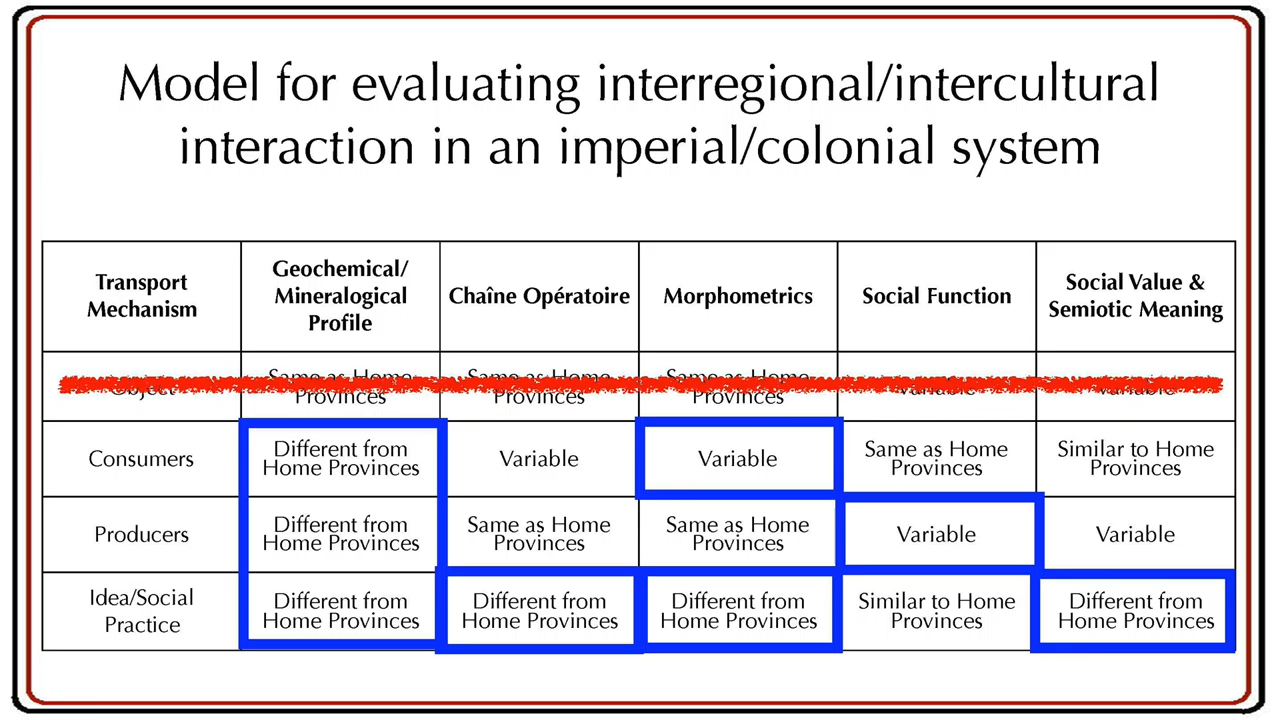 Model for evaluating interregional/intercultural
interaction in an imperial/colonial system
Transport
Mechanism
Geochemical/
Mineralogical
Profile
Chaîne Opératoire
Morphometrics
Social Function
Social Value &
Semiotic Meaning
Object
Same as Home
Provinces
Same as Home
Provinces
Same as Home
Provinces
Variable
Variable
Consumers
Different from
Home Provinces
Variable
Variable
Same as Home
Provinces
Similar to Home
Provinces
Producers
Different from
Home Provinces
Same as Home
Provinces
Same as Home
Provinces
Variable
Variable
Idea/Social
Practice
Different from
Home Provinces
Different from
Home Provinces
Different from
Home Provinces
Similar to Home
Provinces
Different from
Home Provinces